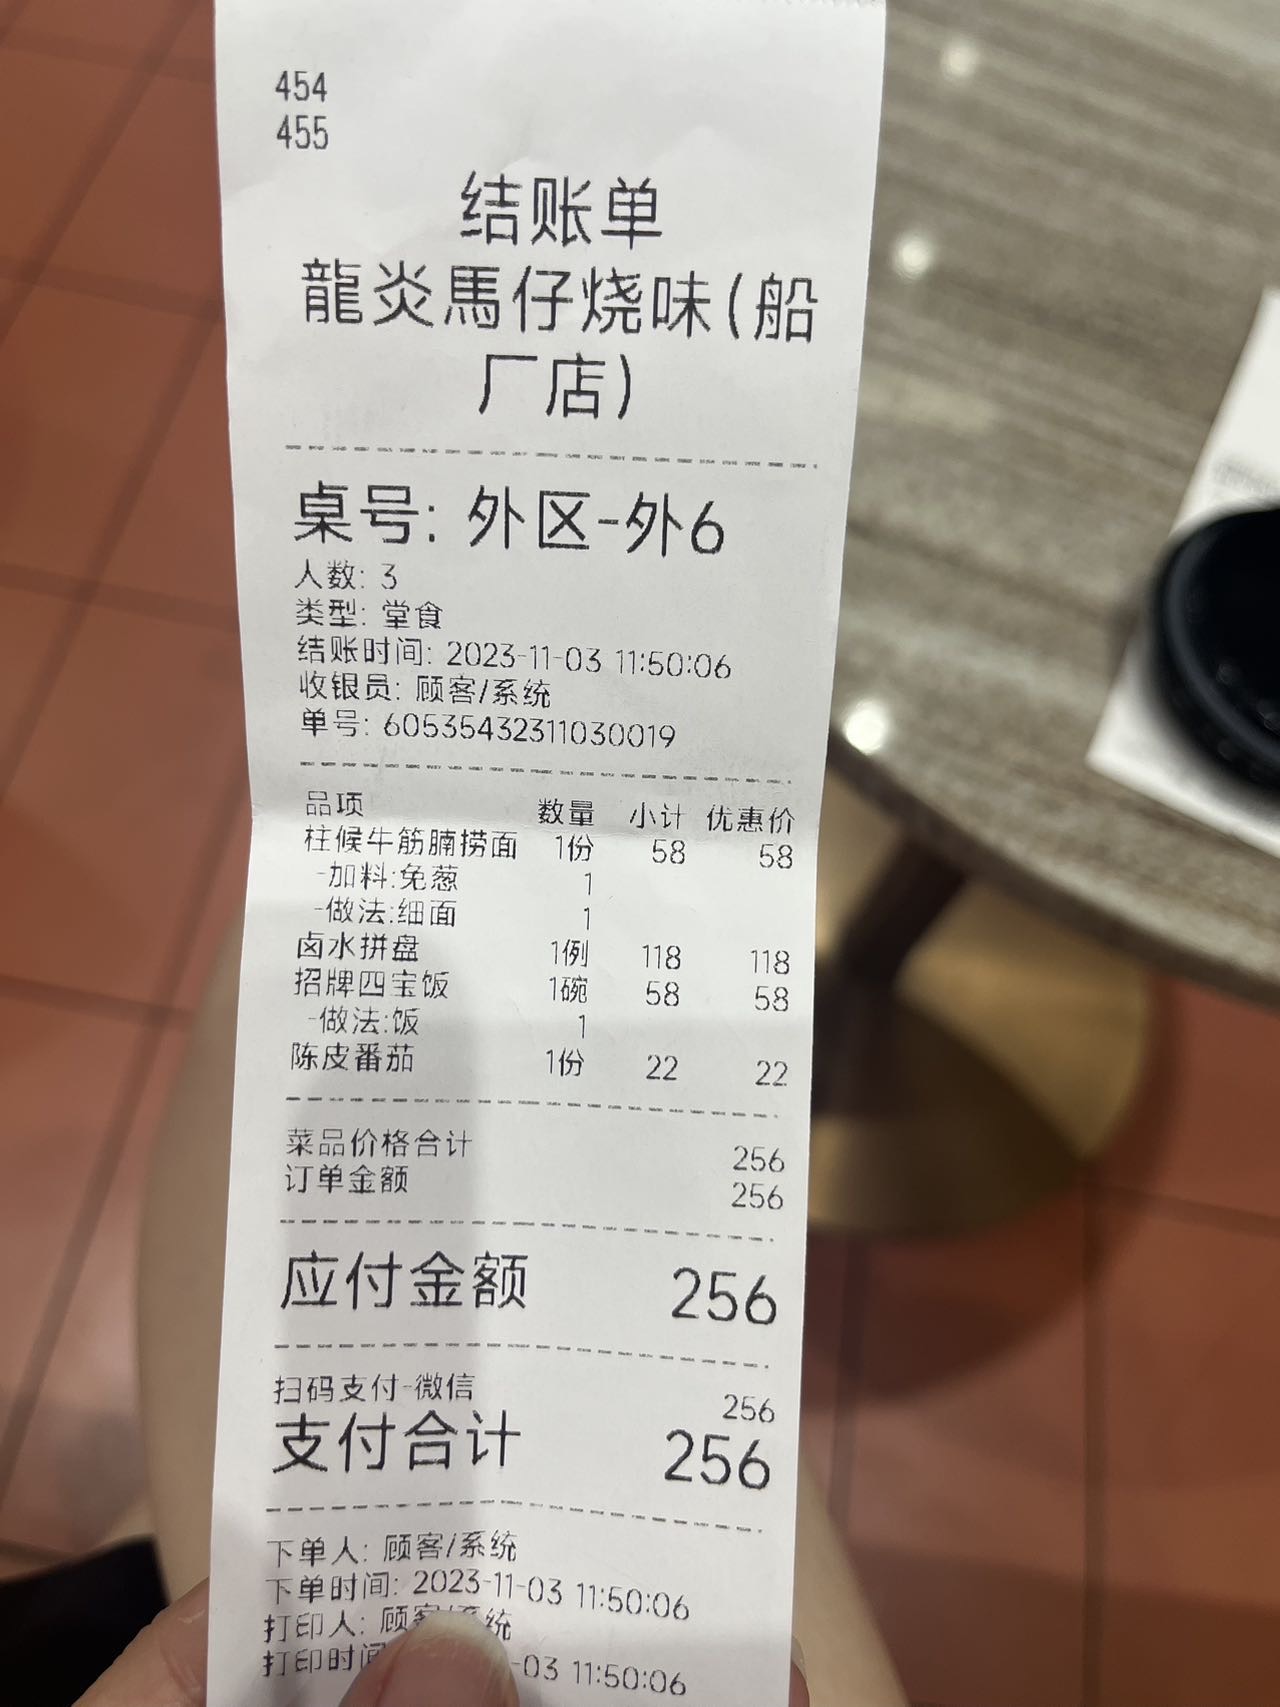 454
455
结账单
龍炎馬仔烧味(船
厂店)
桌号: 外区-外6
人数: 3
类型: 堂食
结账时间: 2023-11-03 11:50:06
收银员: 顾客/系统
单号: 60535432311030019
品项 数量 小计 优惠价
柱候牛筋腩捞面 1份 58 58
-加料:免葱 1
-做法:细面 1
卤水拼盘 1例 118 118
招牌四宝饭 1碗 58 58
-做法:饭 1
陈皮番茄 1份 22 22
菜品价格合计 256
订单金额 256
应付金额 256
扫码支付-微信 256
支付合计 256
下单人: 顾客/系统
下单时间: 2023-11-03 11:50:06
打印人: 顾客/系统
打印时间 -03 11:50:06